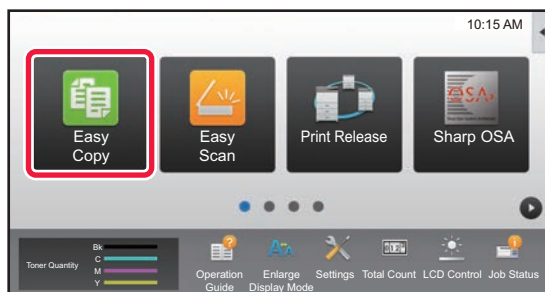 10:15 AM
Easy
Copy
Easy
Scan
Print Release
OSA
Sharp OSA
Toner Quantity
Bk
C
M
Y
Operation
Guide
Enlarge
Display Mode
Settings
Total Count
LCD Control
Job Status